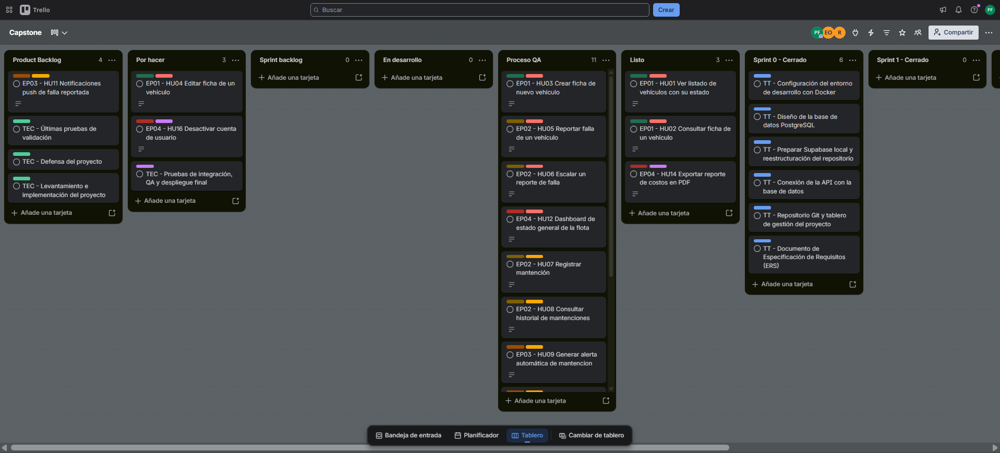 Trello
Buscar
Crear
PF
Capstone
PF
EO
R
Compartir
Product Backlog
4
EP03 - HU11 Notificaciones
push de falla reportada
TEC - Últimas pruebas de
validación
TEC - Defensa del proyecto
TEC - Levantamiento e
implementación del proyecto
Añade una tarjeta
Por hacer
3
EP01 - HU04 Editar ficha de un
vehículo
EP04 - HU16 Desactivar cuenta
de usuario
TEC - Pruebas de integración,
QA y despliegue final
Añade una tarjeta
Sprint backlog
0
Añade una tarjeta
En desarrollo
0
Añade una tarjeta
Proceso QA
11
EP01 - HU03 Crear ficha de
nuevo vehículo
EP02 - HU05 Reportar falla
de un vehículo
EP02 - HU06 Escalar un
reporte de falla
EP04 - HU12 Dashboard de
estado general de la flota
EP02 - HU07 Registrar
mantención
EP02 - HU08 Consultar
historial de mantenciones
EP03 - HU09 Generar alerta
automática de mantencion
Añade una tarjeta
Listo
3
EP01 - HU01 Ver listado de
vehículos con su estado
EP01 - HU02 Consultar ficha de
un vehículo
EP04 - HU14 Exportar reporte
de costos en PDF
Añade una tarjeta
Sprint 0 - Cerrado
6
TT - Configuración del entorno
de desarrollo con Docker
TT - Diseño de la base de
datos PostgreSQL
TT - Preparar Supabase local y
reestructuración del repositorio
TT - Conexión de la API con la
base de datos
TT - Repositorio Git y tablero
de gestión del proyecto
TT - Documento de
Especificación de Requisitos
(ERS)
Añade una tarjeta
Sprint 1 - Cerrado
0
Añade una tarjeta
Bandeja de entrada
Planificador
Tablero
Cambiar de tablero